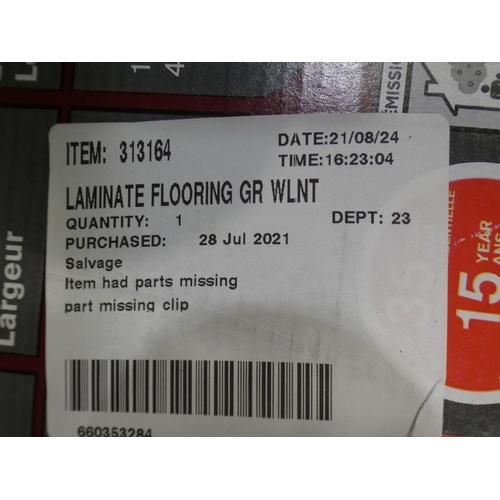 ITEM: 313164
DATE:21/08/24
TIME:16:23:04
LAMINATE FLOORING GR WLNT
QUANTITY: 1
DEPT: 23
PURCHASED: 28 Jul 2021
Salvage
Item had parts missing
part missing clip
660353284
Largeur
15
YEAR
ANS